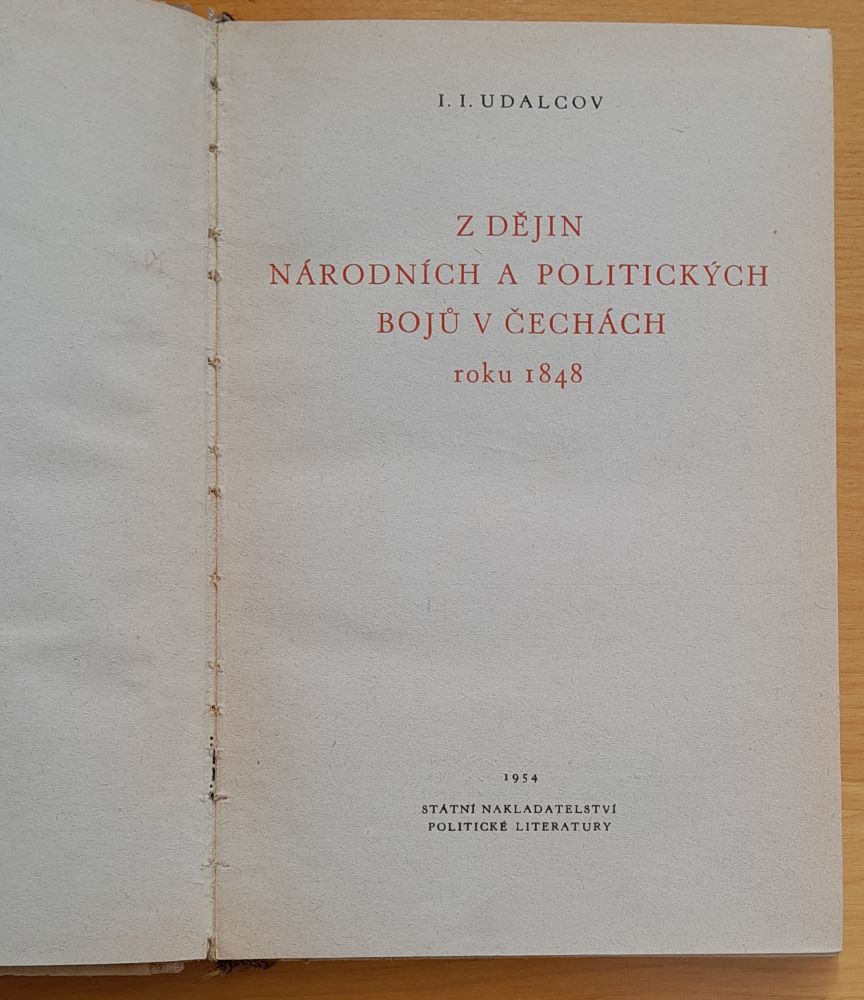 I. I. UDALCOV
Z DĚJIN
NÁRODNÍCH A POLITICKÝCH
BOJŮ V ČECHÁCH
roku 1848
1954
STÁTNÍ NAKLADATELSTVÍ
POLITICKÉ LITERATURY